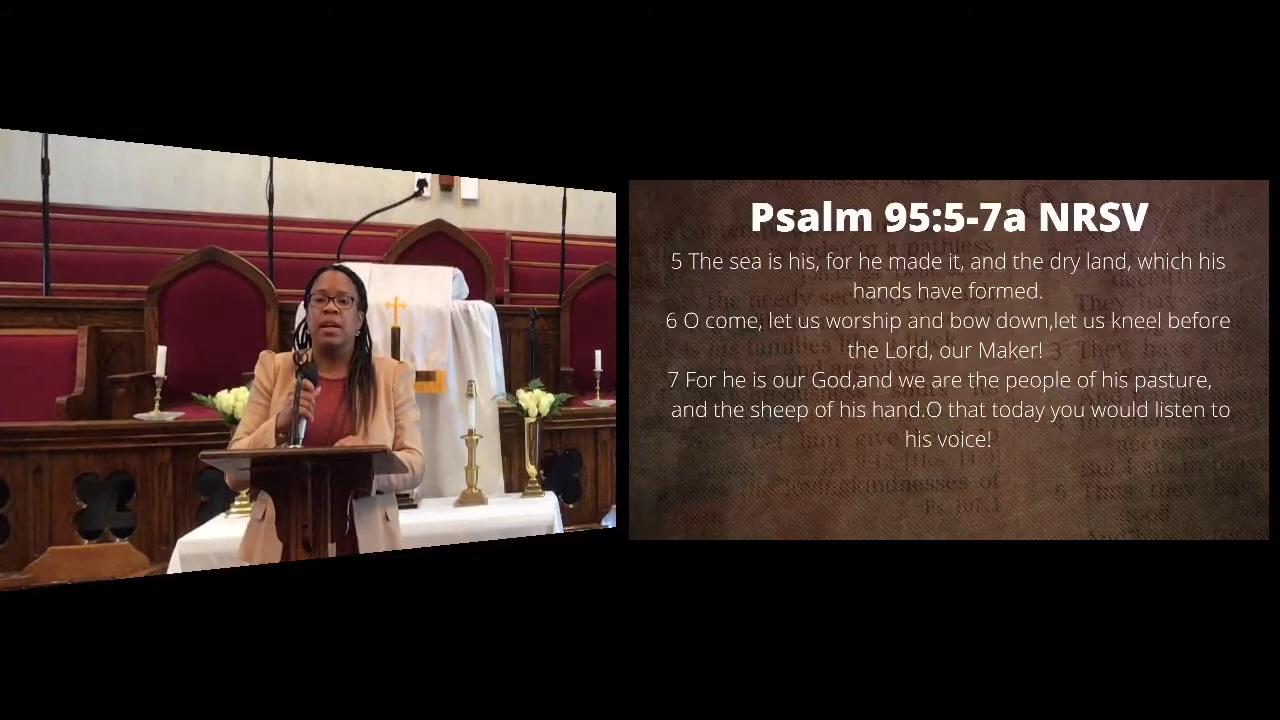 Psalm 95:5-7a NRSV
5 The sea is his, for he made it, and the dry land, which his
hands have formed.
6 O come, let us worship and bow down,let us kneel before
the Lord, our Maker!
7 For he is our God,and we are the people of his pasture,
and the sheep of his hand.O that today you would listen to
his voice!